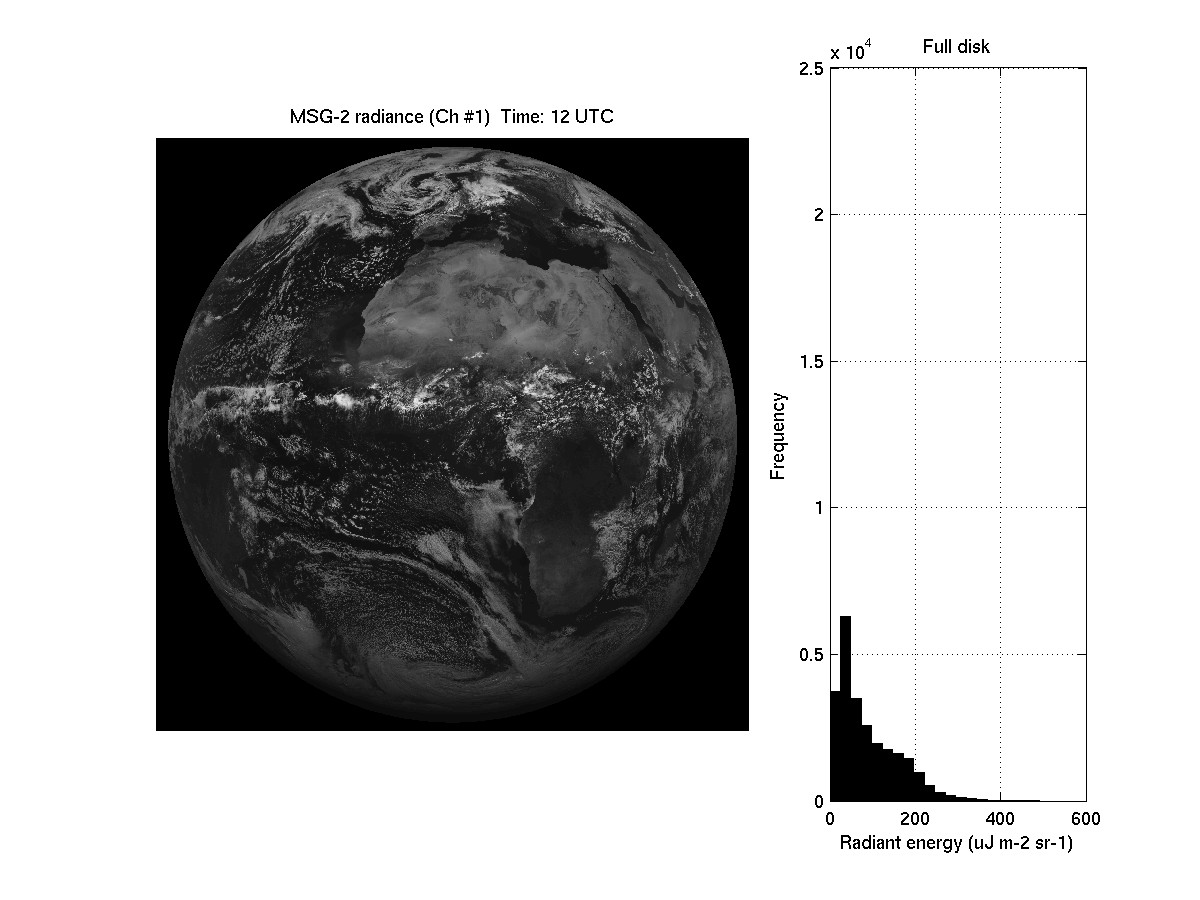 MSG-2 radiance (Ch #1)  Time: 12 UTC
Full disk
x 10^4
2.5
2
1.5
1
0.5
0
0 200 400 600
Frequency
Radiant energy (uJ m-2 sr-1)